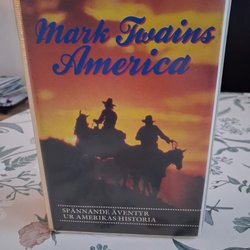 Mark Twains
America
SPÄNNANDE ÄVENTYR
UR AMERIKAS HISTORIA